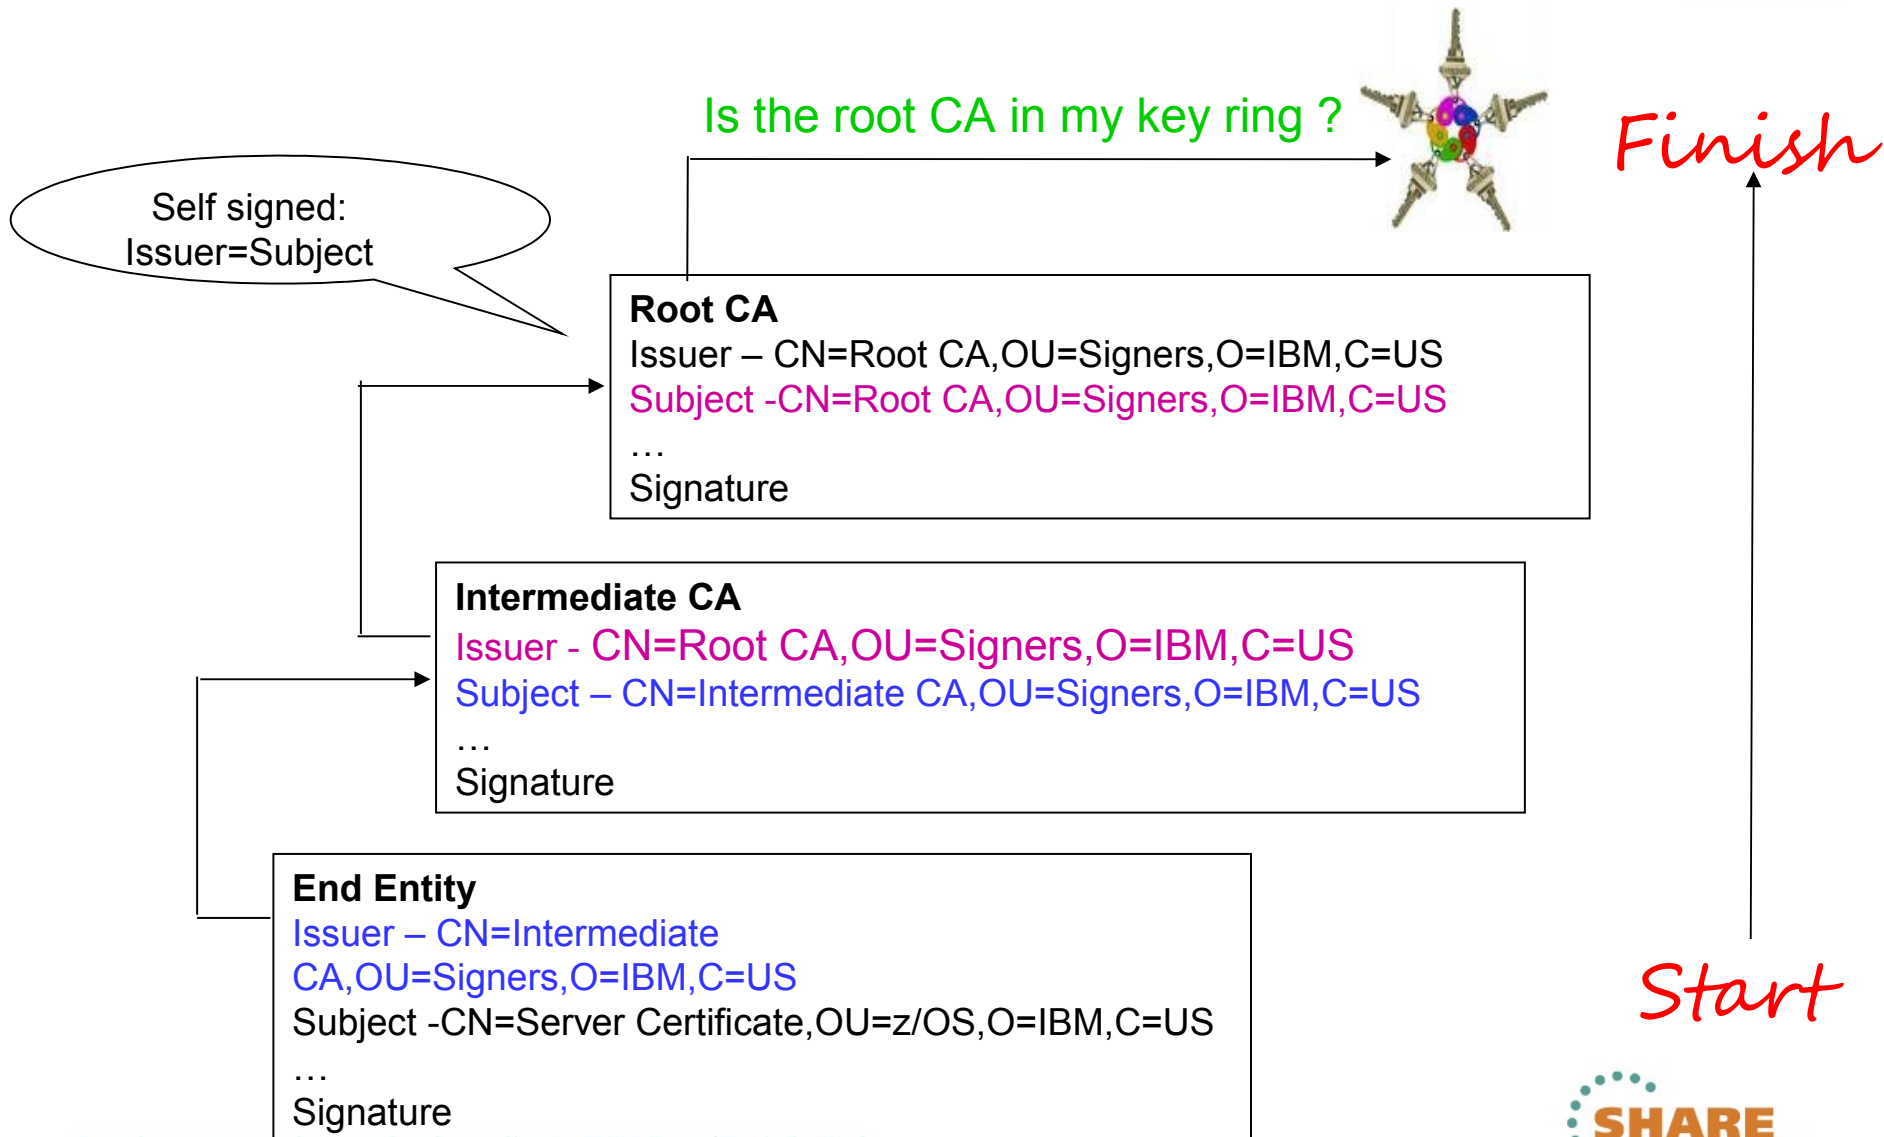 Is the root CA in my key ring ?
Finish
Self signed:
Issuer=Subject
Root CA
Issuer – CN=Root CA,OU=Signers,O=IBM,C=US
Subject -CN=Root CA,OU=Signers,O=IBM,C=US
…
Signature
Intermediate CA
Issuer - CN=Root CA,OU=Signers,O=IBM,C=US
Subject – CN=Intermediate CA,OU=Signers,O=IBM,C=US
…
Signature
End Entity
Issuer – CN=Intermediate
CA,OU=Signers,O=IBM,C=US
Subject -CN=Server Certificate,OU=z/OS,O=IBM,C=US
…
Signature
Start
SHARE